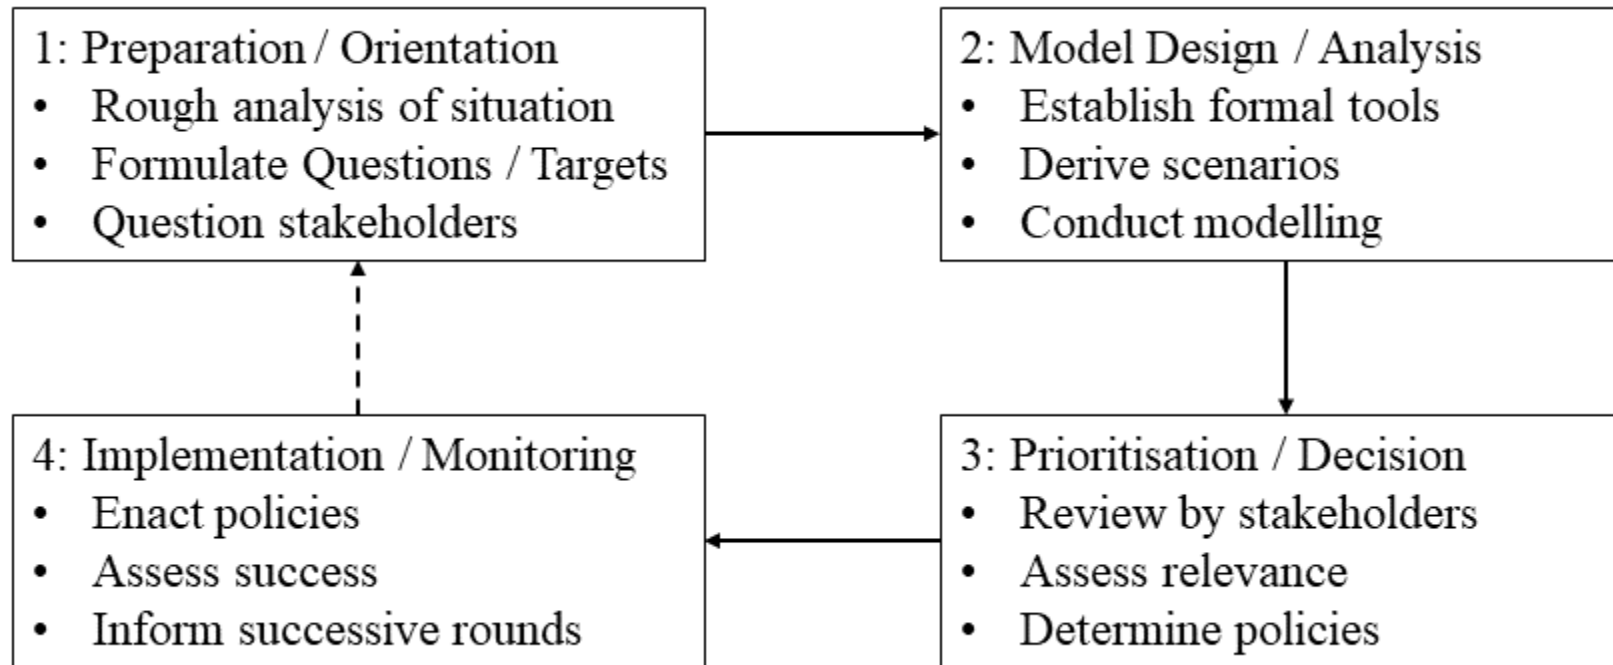 1: Preparation / Orientation
• Rough analysis of situation
• Formulate Questions / Targets
• Question stakeholders
2: Model Design / Analysis
• Establish formal tools
• Derive scenarios
• Conduct modelling
3: Prioritisation / Decision
• Review by stakeholders
• Assess relevance
• Determine policies
4: Implementation / Monitoring
• Enact policies
• Assess success
• Inform successive rounds